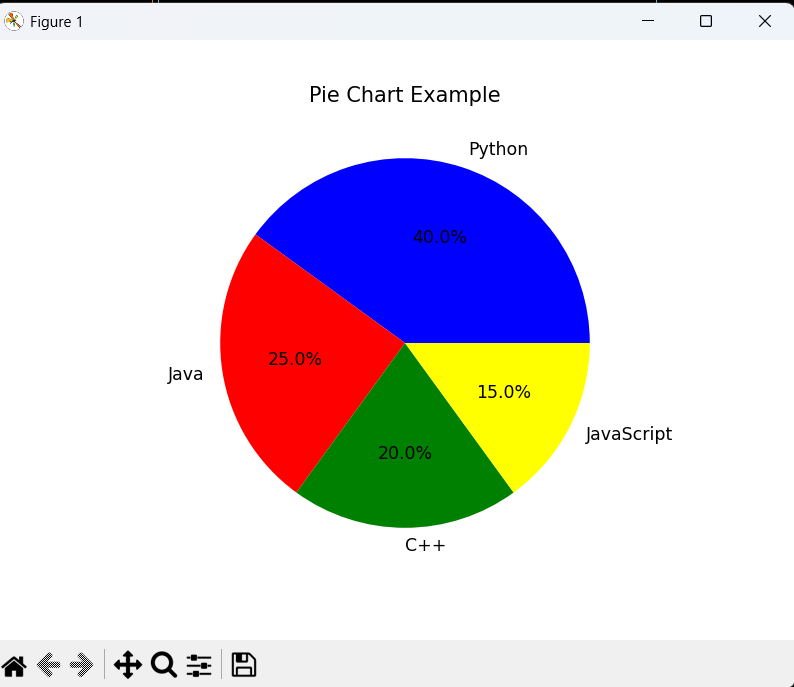 Figure 1
Pie Chart Example
Python
40.0%
25.0%
Java
15.0%
JavaScript
20.0%
C++